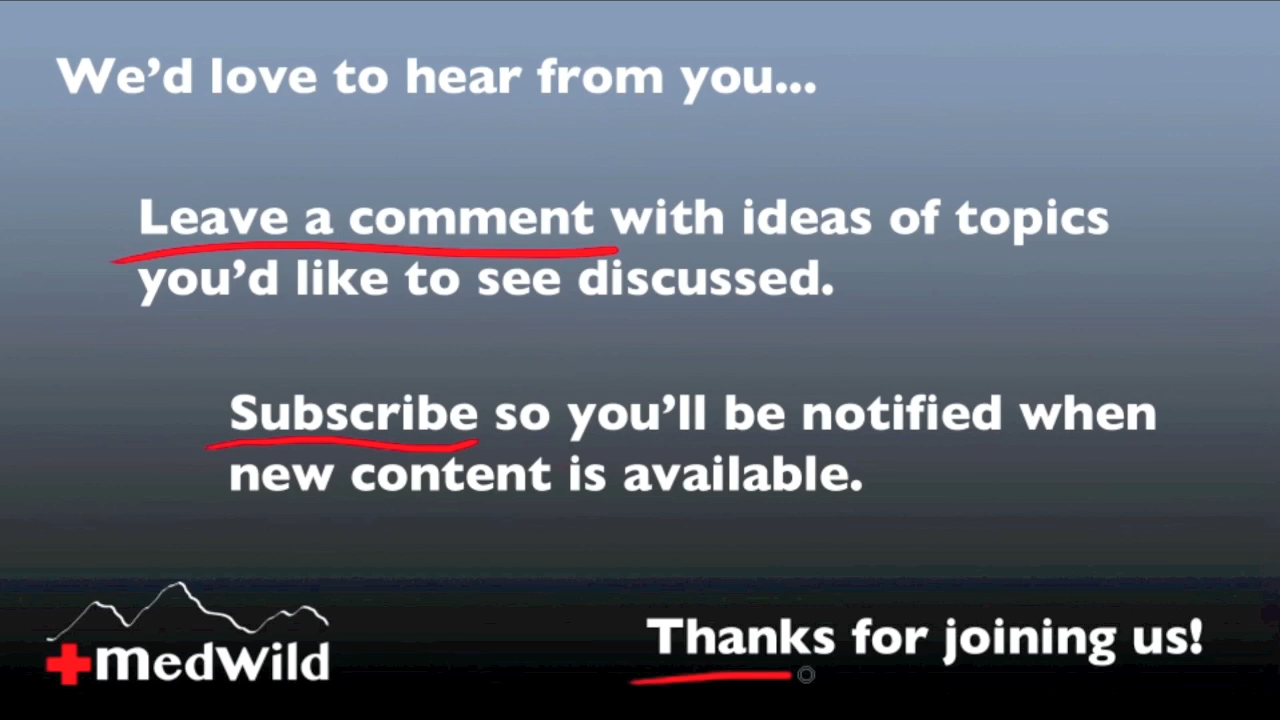 We’d love to hear from you...
Leave a comment with ideas of topics
you’d like to see discussed.
Subscribe so you’ll be notified when
new content is available.
medwild
Thanks for joining us!